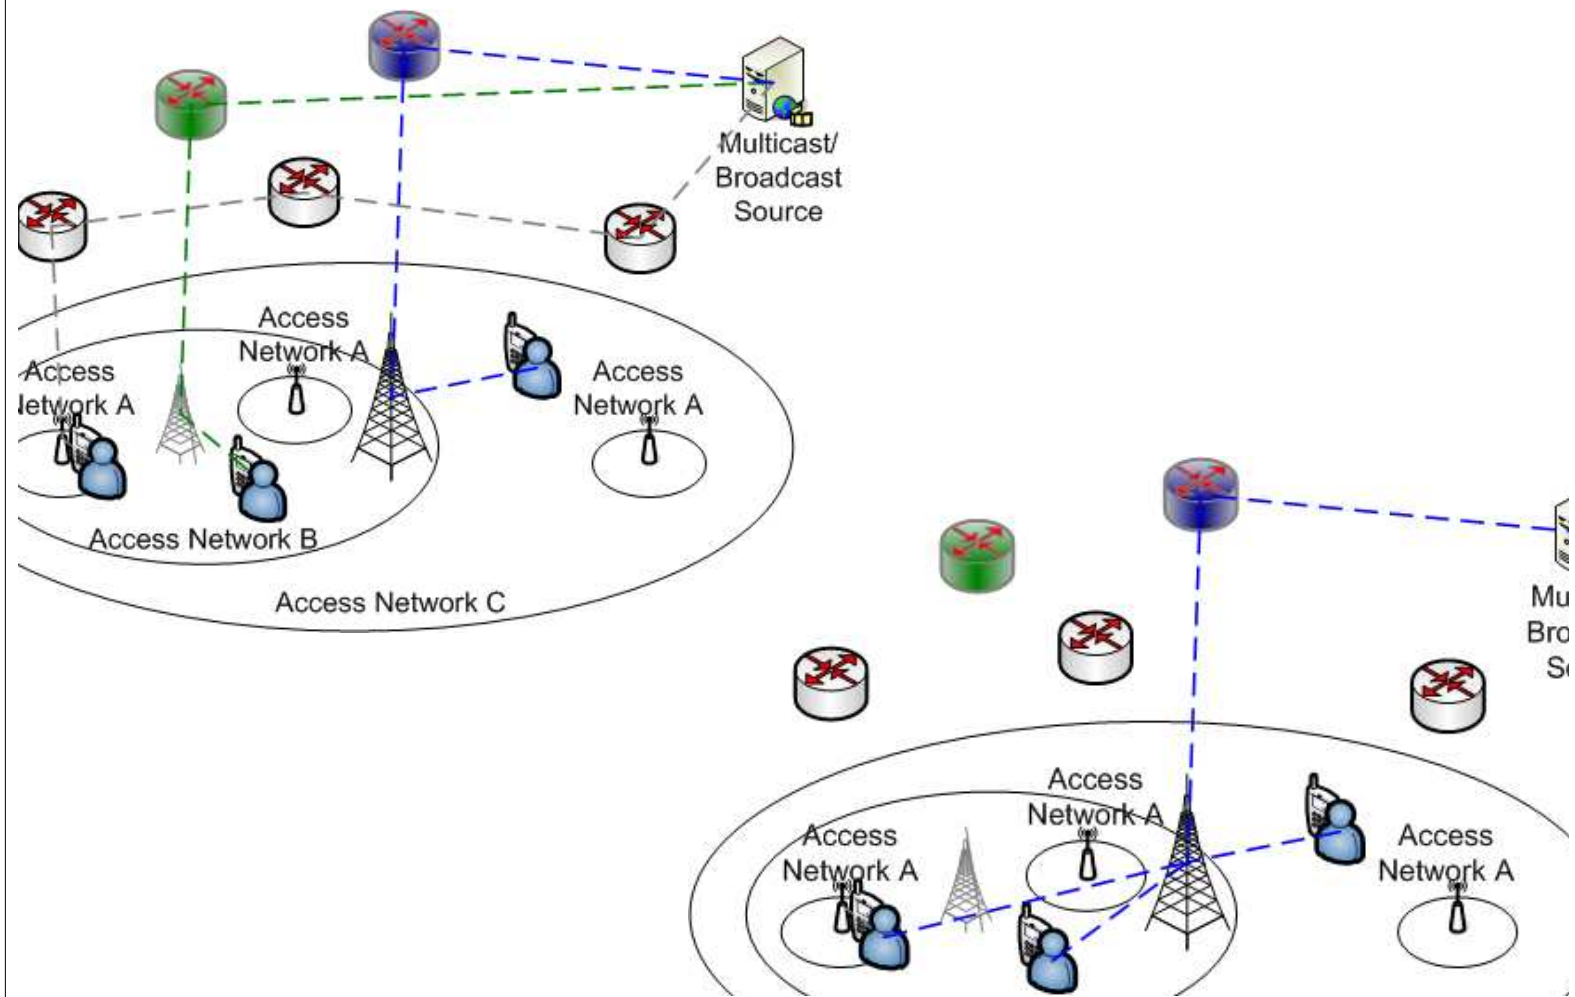 Multicast/
Broadcast
Source
Access
Network A
Access
Network A
Access
Network A
Access Network B
Access Network C
Access
Network A
Access
Network A
Access
Network A